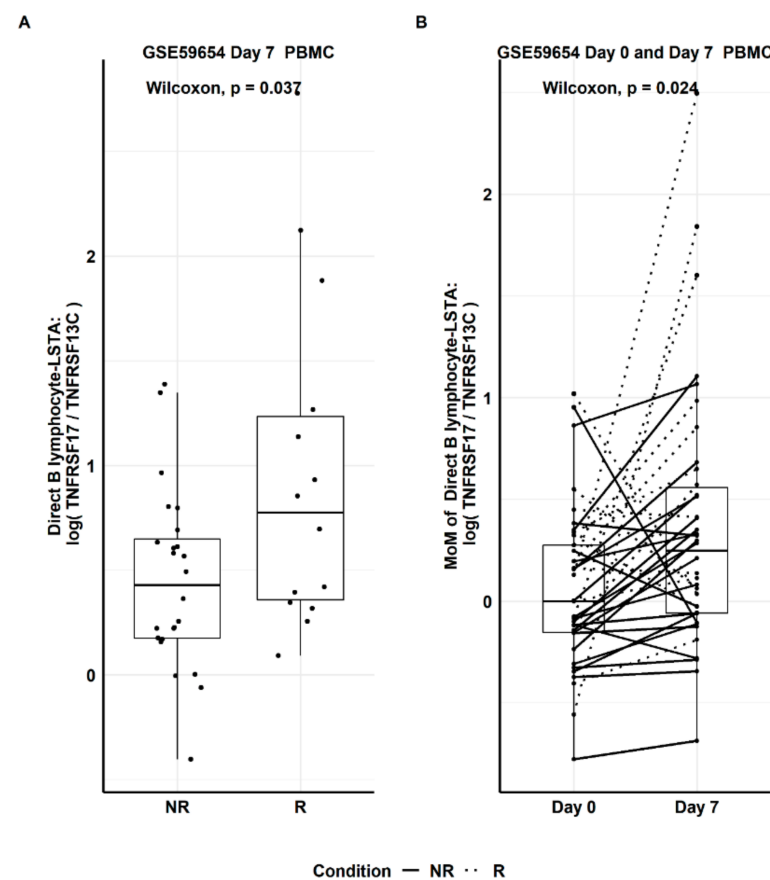 A
GSE59654 Day 7 PBMC
Wilcoxon, p = 0.037
Direct B lymphocyte-LSTA:
log( TNFRSF17 / TNFRSF13C )
2
1
0
NR
R
B
GSE59654 Day 0 and Day 7 PBMC
Wilcoxon, p = 0.024
MoM of Direct B lymphocyte-LSTA:
log( TNFRSF17 / TNFRSF13C )
2
1
0
Day 0
Day 7
Condition NR R